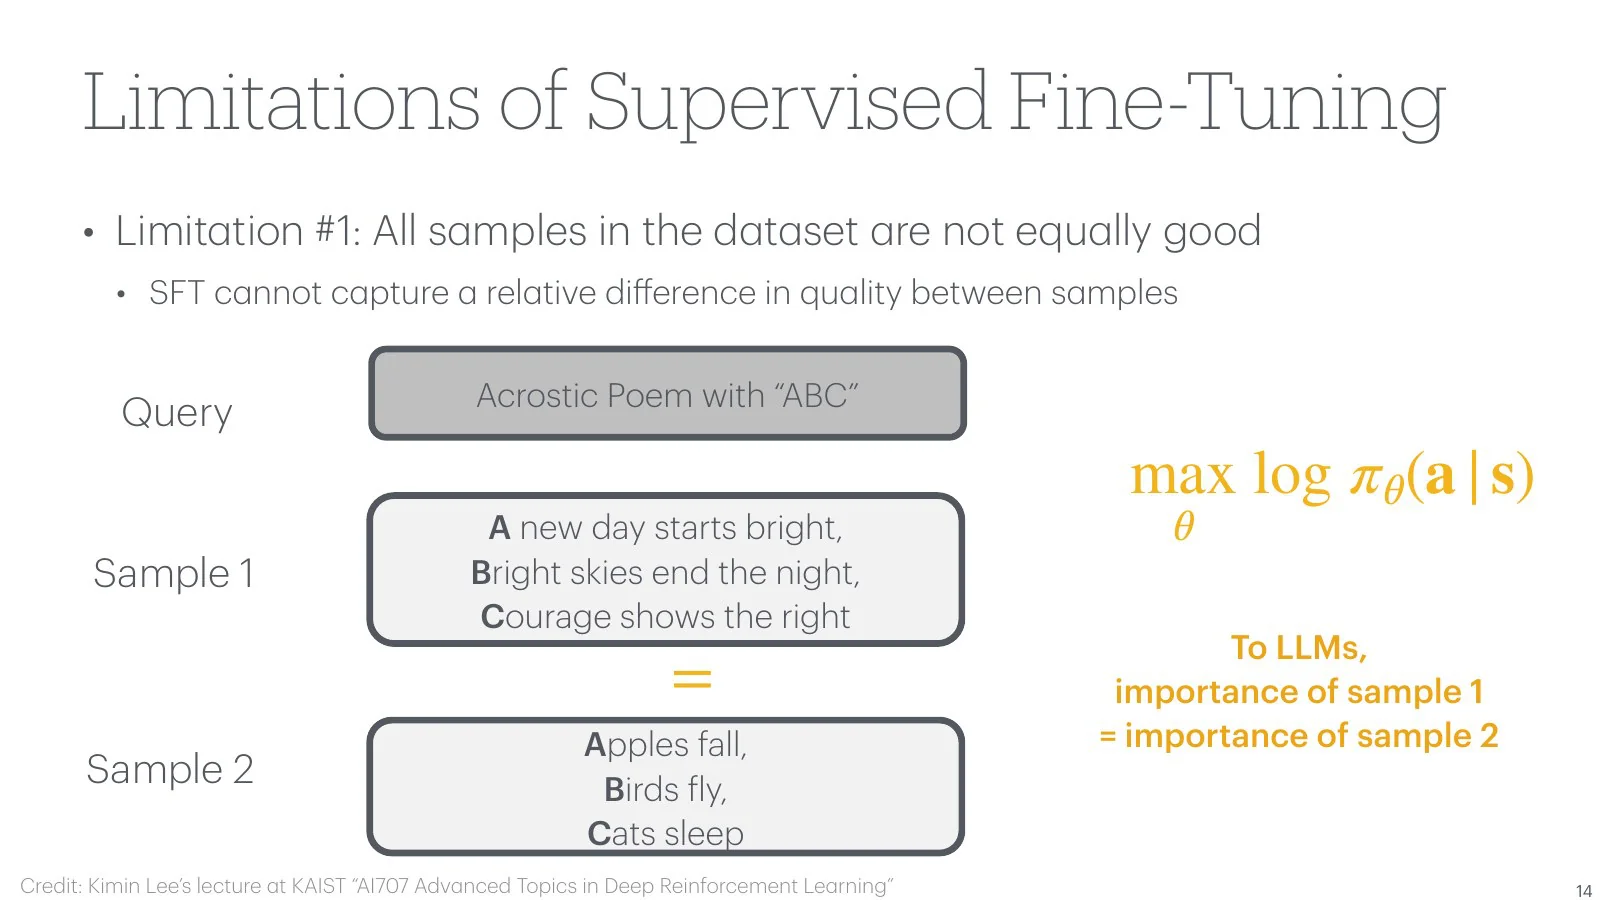 Limitations of Supervised Fine-Tuning
• Limitation #1: All samples in the dataset are not equally good
• SFT cannot capture a relative difference in quality between samples
Query
Acrostic Poem with “ABC”
Sample 1
A new day starts bright,
Bright skies end the night,
Courage shows the right
=
Sample 2
Apples fall,
Birds fly,
Cats sleep
max log π_θ(a | s)
θ
To LLMs,
importance of sample 1
= importance of sample 2
Credit: Kimin Lee’s lecture at KAIST “AI707 Advanced Topics in Deep Reinforcement Learning”
14